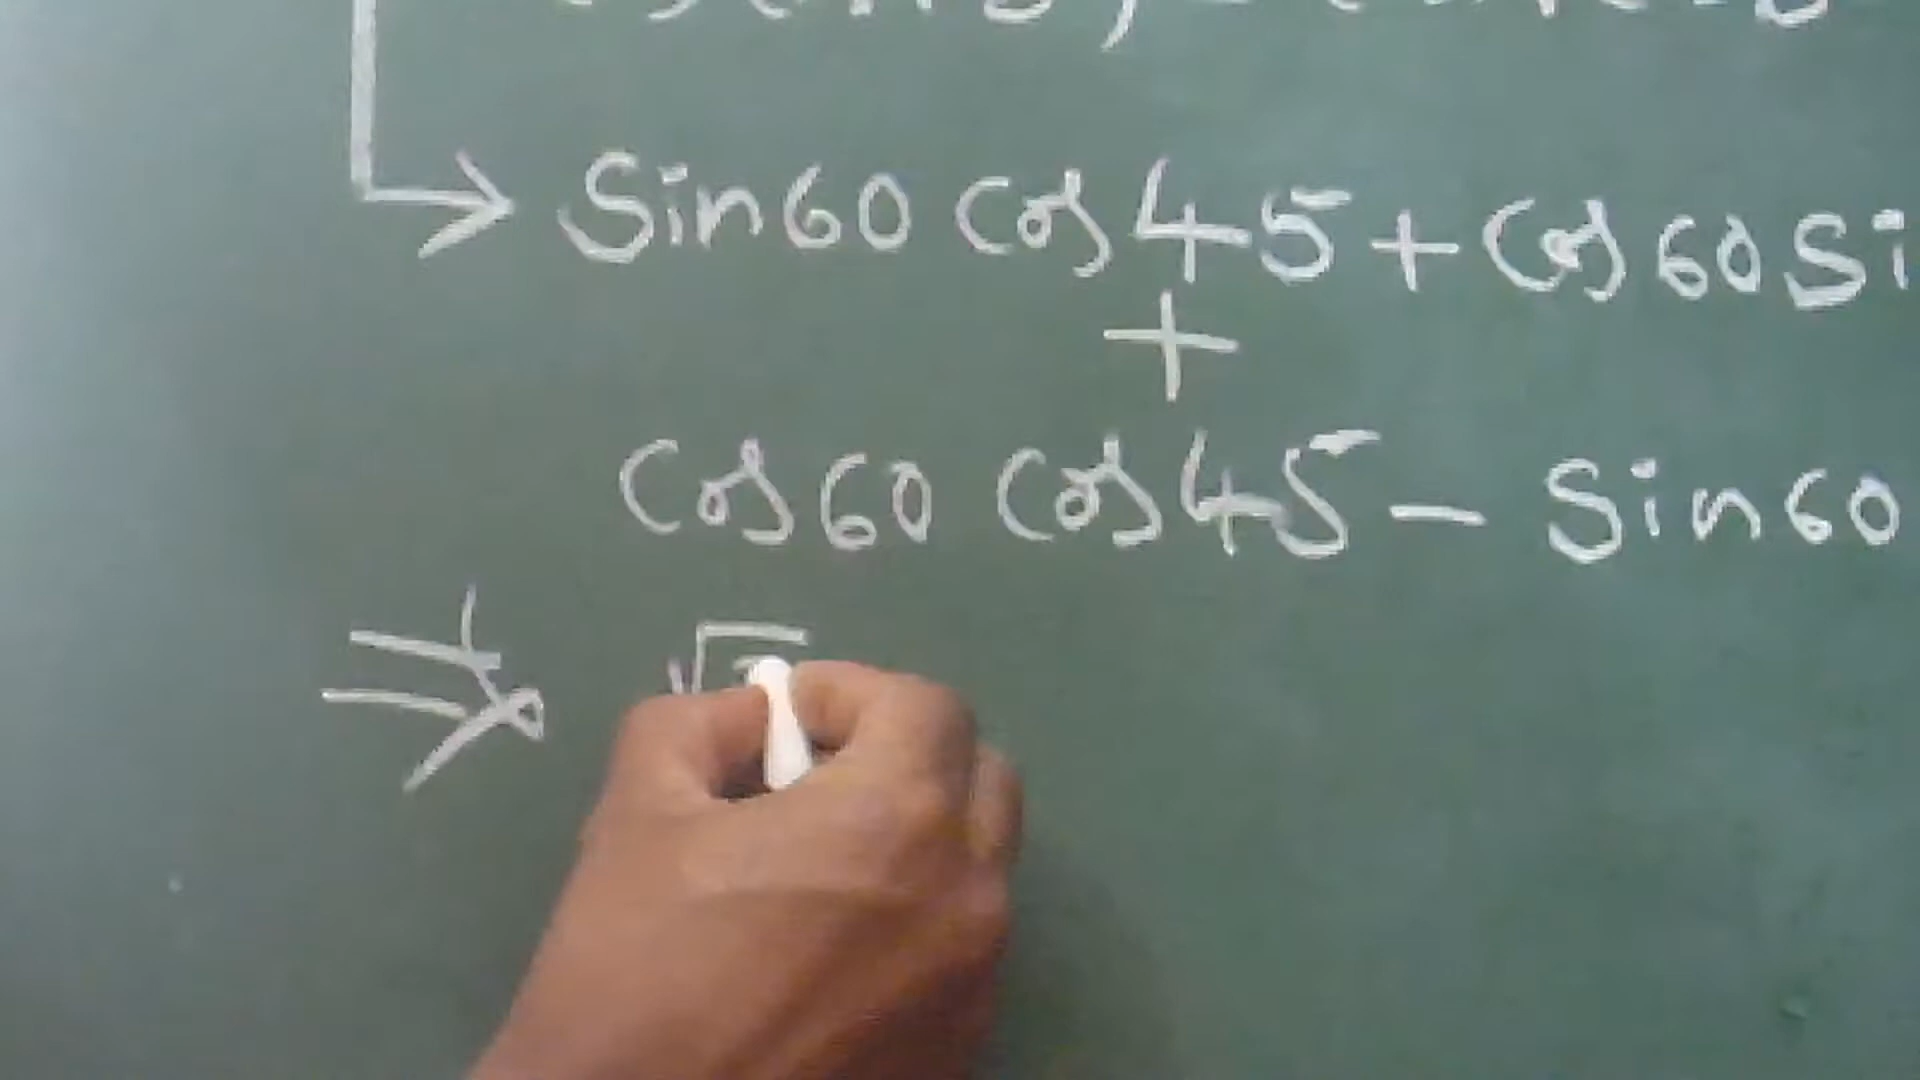 Sin60 Cos45 + Cos60 Si
+
Cos60 Cos45 - Sin60
⇒ √